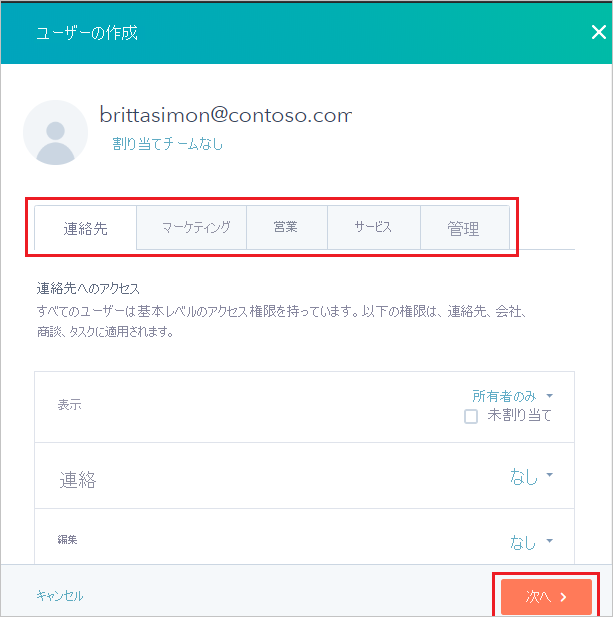 ユーザーの作成
brittasimon@contoso.com
割り当てチームなし
連絡先 マーケティング 営業 サービス 管理
連絡先へのアクセス
すべてのユーザーは基本レベルのアクセス権限を持っています。以下の権限は、連絡先、会社、
商談、タスクに適用されます。
表示 所有者のみ
未割り当て
連絡 なし
編集 なし
キャンセル 次へ